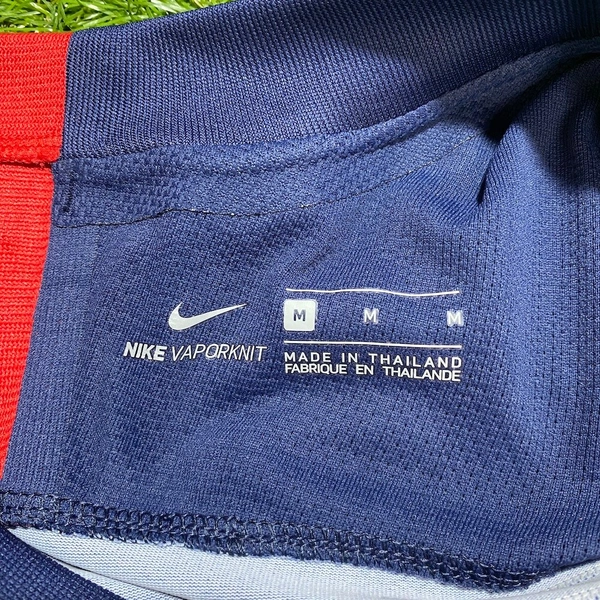 NIKE VAPORKNIT
M M M
MADE IN THAILAND
FABRIQUE EN THAILANDE